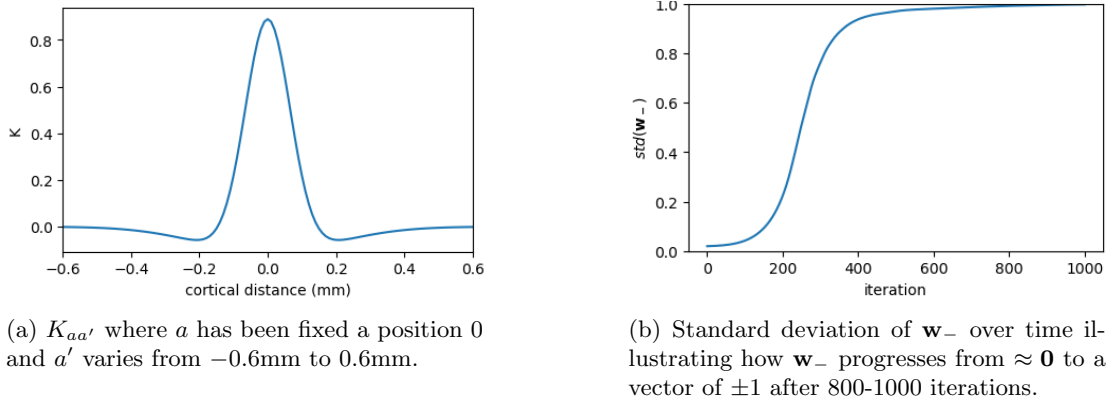 0.8
0.6
0.4
0.2
0.0
K
−0.6 −0.4 −0.2 0.0 0.2 0.4 0.6
cortical distance (mm)
(a) Kaa′ where a has been fixed a position 0
and a′ varies from −0.6mm to 0.6mm.
1.0
0.8
0.6
0.4
0.2
0.0
std(w−)
0 200 400 600 800 1000
iteration
(b) Standard deviation of w− over time il-
lustrating how w− progresses from ≈ 0 to a
vector of ±1 after 800-1000 iterations.